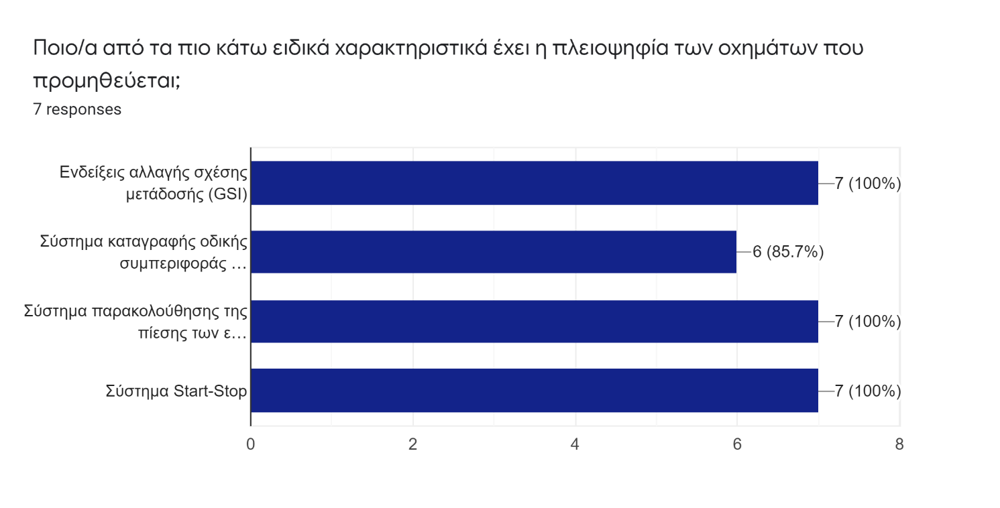 Ποιο/α από τα πιο κάτω ειδικά χαρακτηριστικά έχει η πλειοψηφία των οχημάτων που
προμηθεύεται;
7 responses
Ενδείξεις αλλαγής σχέσης
μετάδοσής (GSI)
7 (100%)
Σύστημα καταγραφής οδικής
συμπεριφοράς …
6 (85.7%)
Σύστημα παρακολούθησης της
πίεσης των ε…
7 (100%)
Σύστημα Start-Stop
7 (100%)
0 2 4 6 8